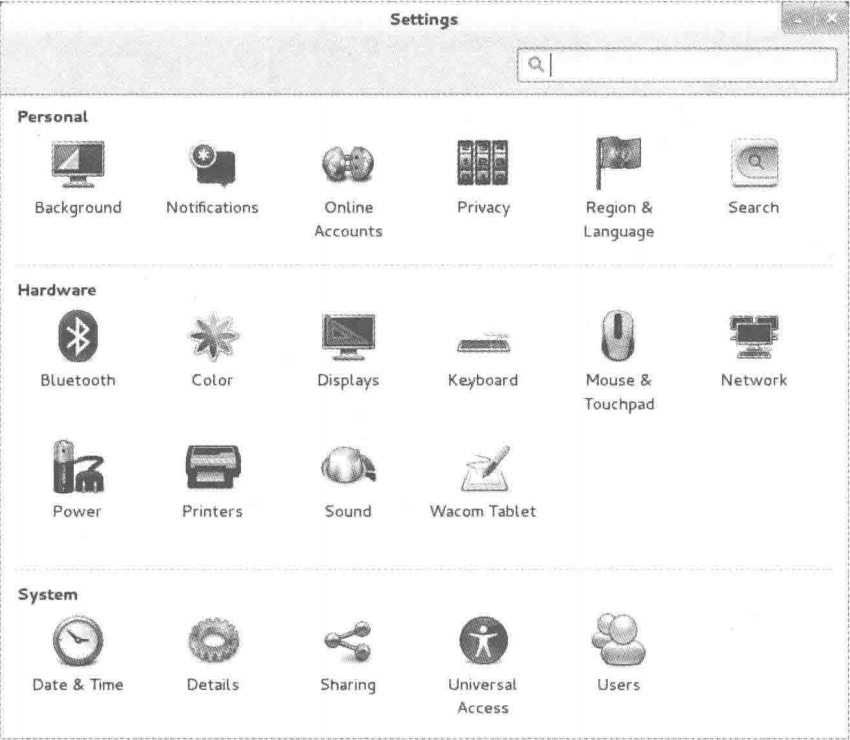 Settings
Personal
Background Notifications Online Accounts Privacy Region & Language Search
Hardware
Bluetooth Color Displays Keyboard Mouse & Touchpad Network
Power Printers Sound Wacom Tablet
System
Date & Time Details Sharing Universal Access Users